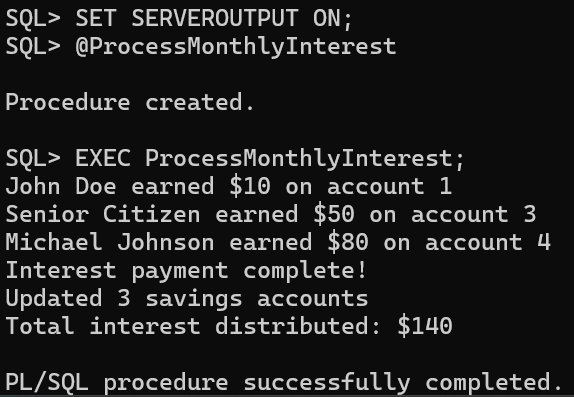 SQL> SET SERVEROUTPUT ON;
SQL> @ProcessMonthlyInterest
Procedure created.
SQL> EXEC ProcessMonthlyInterest;
John Doe earned $10 on account 1
Senior Citizen earned $50 on account 3
Michael Johnson earned $80 on account 4
Interest payment complete!
Updated 3 savings accounts
Total interest distributed: $140
PL/SQL procedure successfully completed.